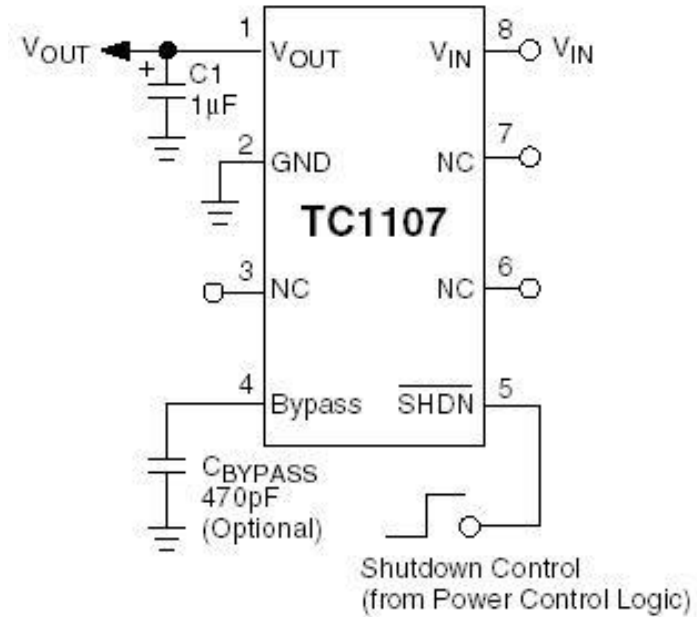 1
8
VOUT
VOUT
VIN
VIN
+
C1
1µF
7
2
GND
NC
TC1107
3
NC
6
NC
4
Bypass
SHDN
5
CBYPASS
470pF
(Optional)
Shutdown Control
(from Power Control Logic)